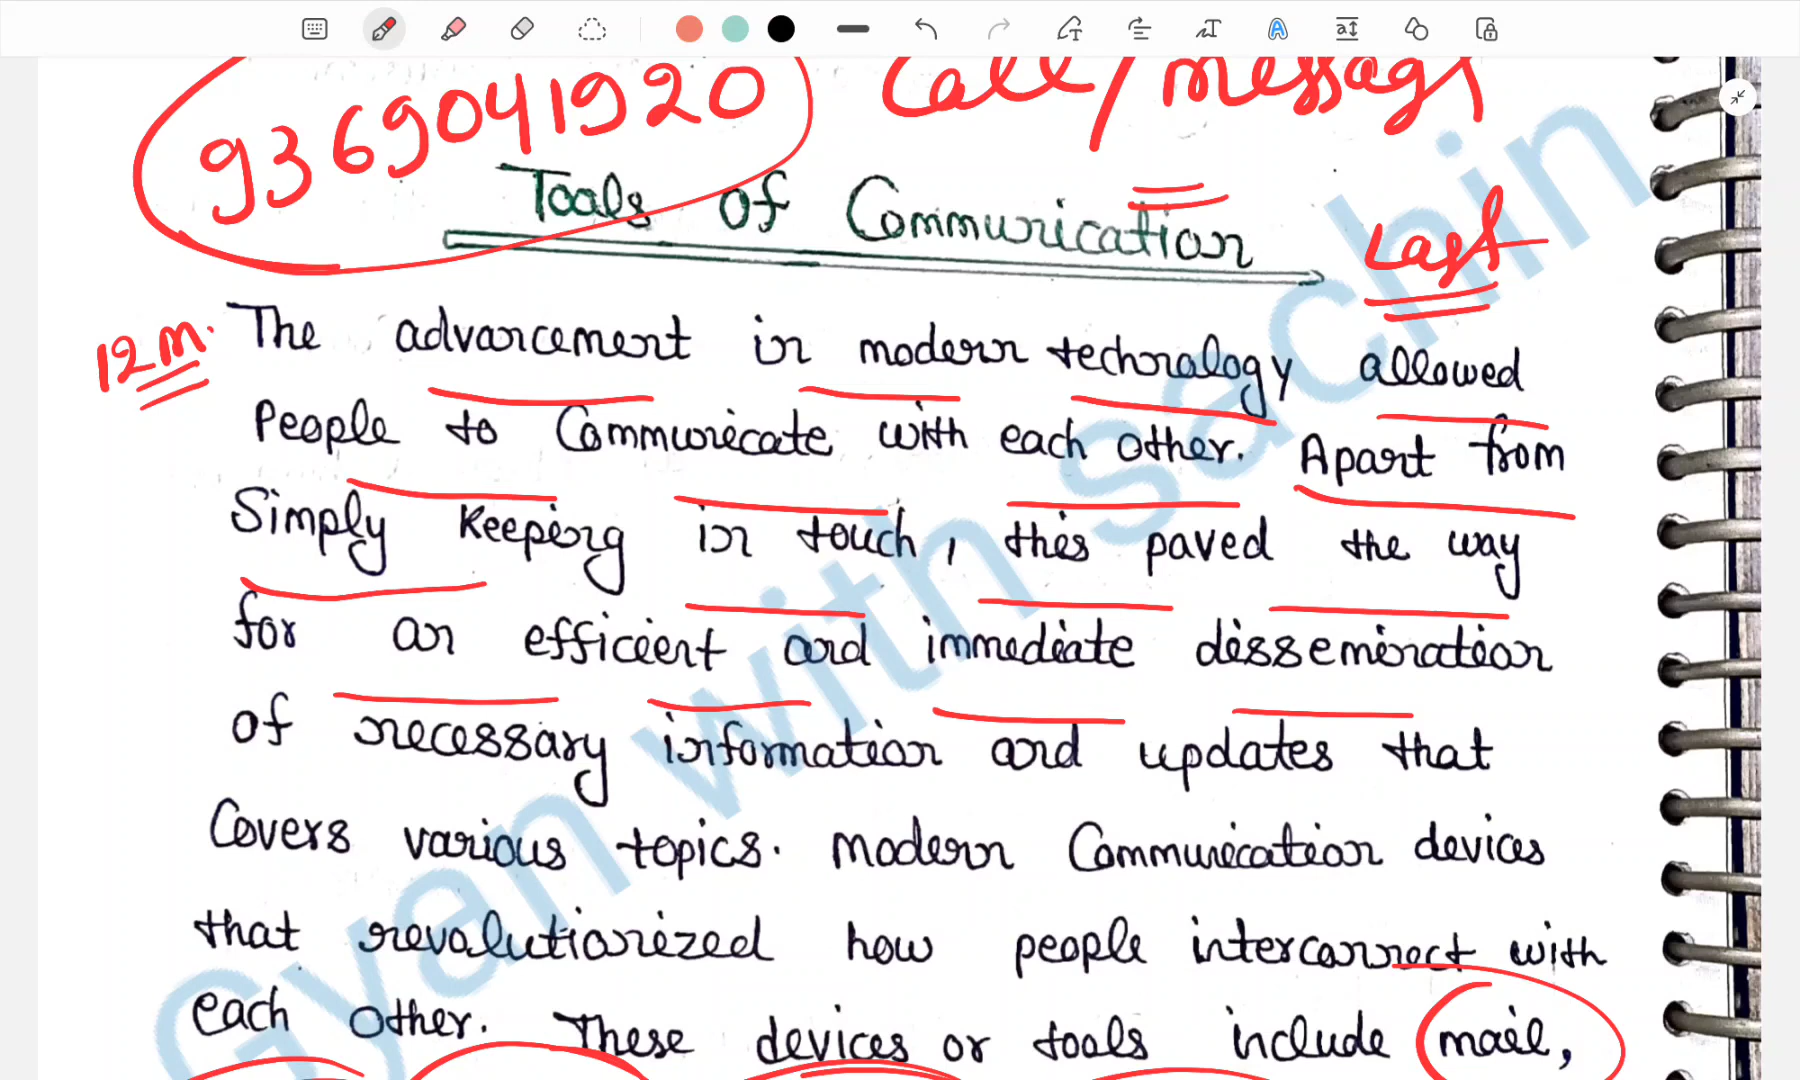 9369041920 Call/message
Tools of Communication
Last
12 m.
The advancement in modern technology allowed
People to Communicate with each other. Apart from
Simply Keeping in touch, this paved the way
for an efficient and immediate dissemination
of necessary information and updates that
Covers various topics. modern Communication devices
that revolutionized how people interconnect with
each other. These devices or tools include mail,
Gyan with sachin